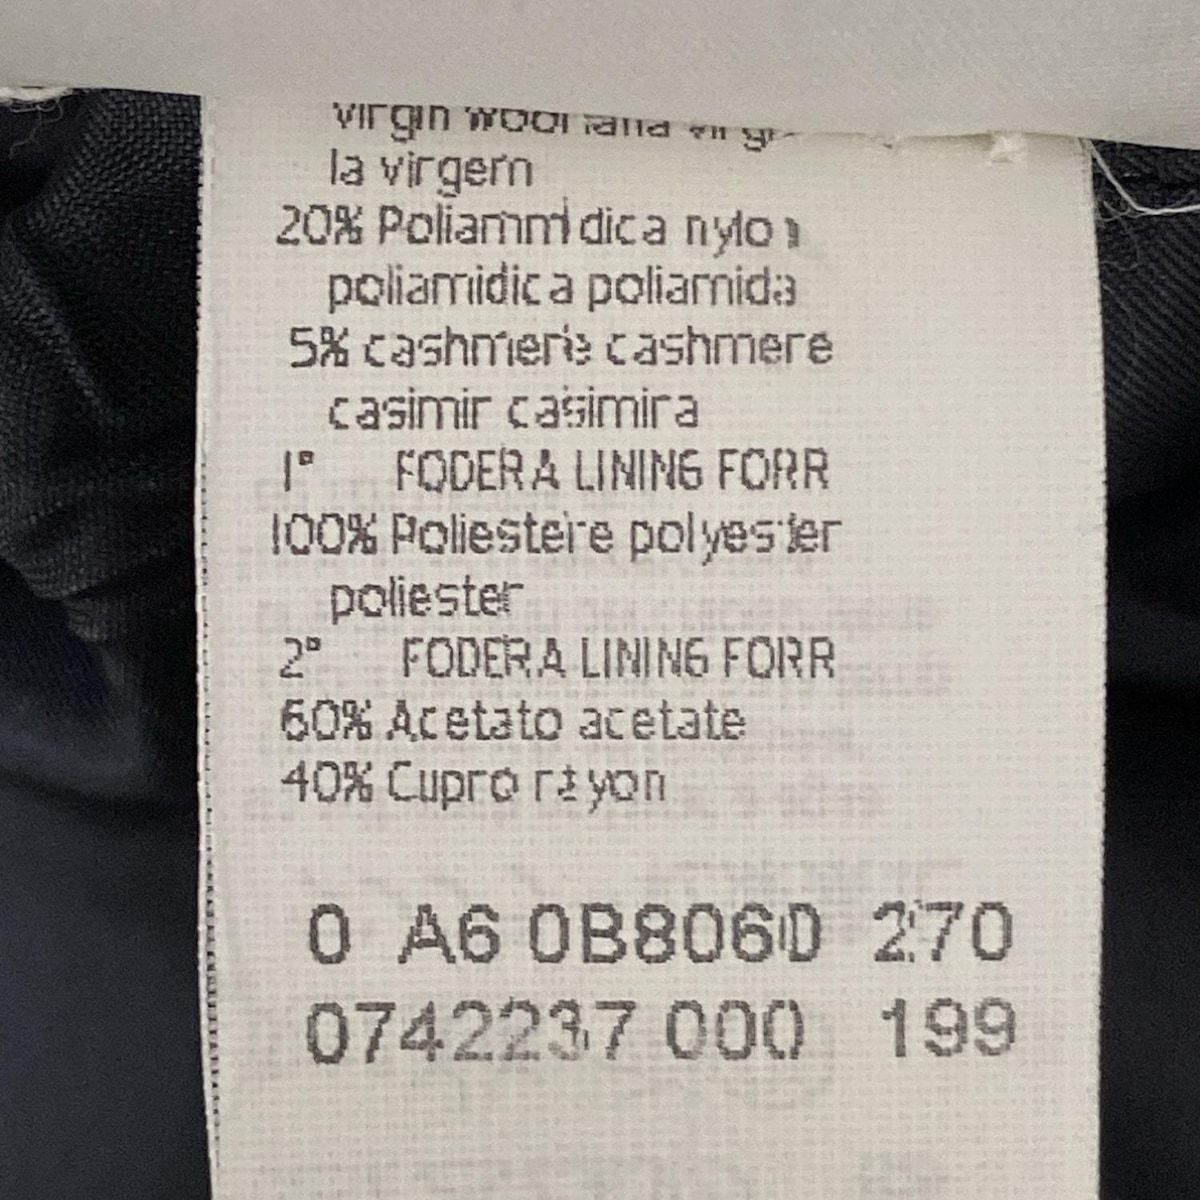 virgin wool lana virg
la virgem
20% Poliammidica nylon
poliamidica poliamida
5% cashmere cashmere
casimir casimira
1° FODERA LINING FORR
100% Poliestere polyester
poliester
2° FODERA LINING FORR
60% Acetato acetate
40% Cupro rayon
0 A6 0B8060 270
0742237 000 199